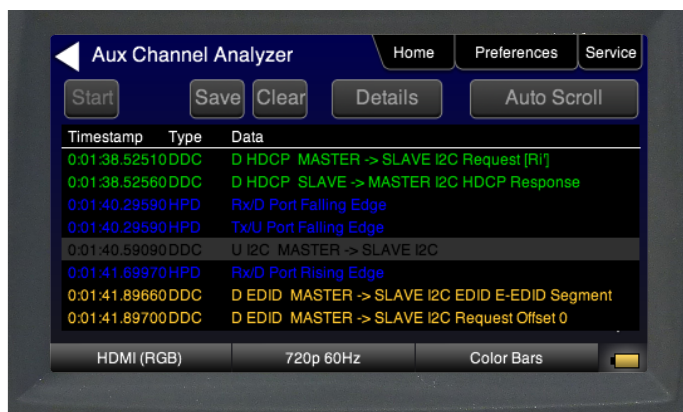 Aux Channel Analyzer Home Preferences Service
Start Save Clear Details Auto Scroll
Timestamp Type Data
0:01:38.52510 DDC D HDCP MASTER -> SLAVE I2C Request [Ri']
0:01:38.52560 DDC D HDCP SLAVE -> MASTER I2C HDCP Response
0:01:40.29590 HPD Rx/D Port Falling Edge
0:01:40.29590 HPD Tx/U Port Falling Edge
0:01:40.59090 DDC U I2C MASTER -> SLAVE I2C
0:01:41.69970 HPD Rx/D Port Rising Edge
0:01:41.89660 DDC D EDID MASTER -> SLAVE I2C EDID E-EDID Segment
0:01:41.89700 DDC D EDID MASTER -> SLAVE I2C Request Offset 0
HDMI (RGB) 720p 60Hz Color Bars